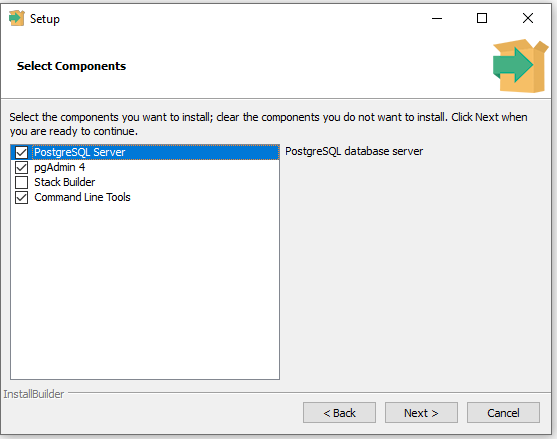 Setup
Select Components
Select the components you want to install; clear the components you do not want to install. Click Next when
you are ready to continue.
PostgreSQL Server
PostgreSQL database server
pgAdmin 4
Stack Builder
Command Line Tools
InstallBuilder
< Back
Next >
Cancel